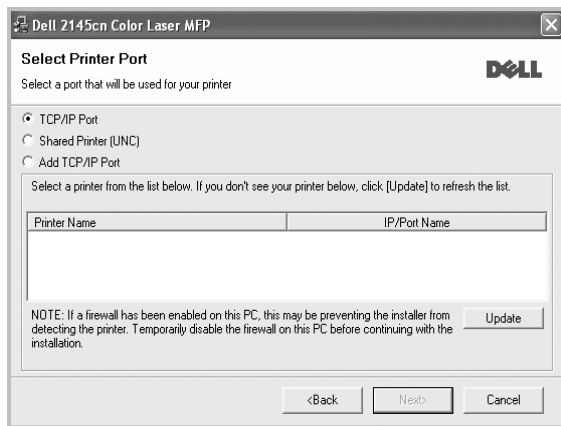 Dell 2145cn Color Laser MFP
Select Printer Port
Select a port that will be used for your printer
DELL
TCP/IP Port
Shared Printer (UNC)
Add TCP/IP Port
Select a printer from the list below. If you don't see your printer below, click [Update] to refresh the list.
Printer Name IP/Port Name
NOTE: If a firewall has been enabled on this PC, this may be preventing the installer from
detecting the printer. Temporarily disable the firewall on this PC before continuing with the
installation.
Update
<Back Next> Cancel